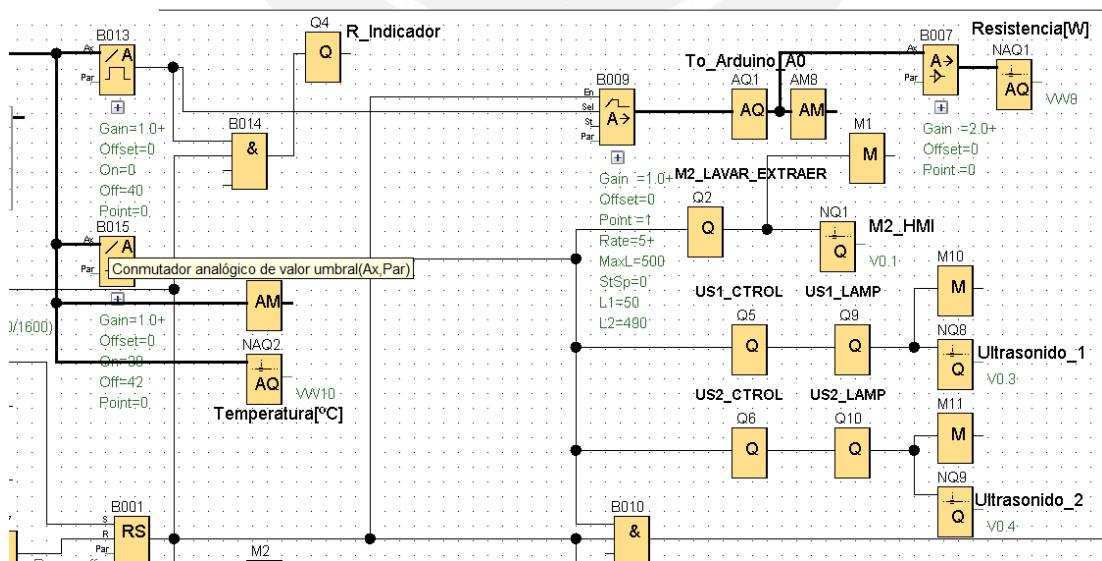 Q4
R_Indicador
Q
B013
Ax
/A
Par
Gain=1.0+
Offset=0
On=0
Off=40
Point=0
B014
&
B015
Ax
/A
Par
Conmutador analógico de valor umbral(Ax,Par)
Gain=1.0+
Offset=0
On=38
Off=42
Point=0
0/1600)
AM
NAQ2
AQ
VW10
Temperatura[ºC]
B001
S
R
Par
RS
M2
B009
En
Sel
St
Par
A→
Gain =1.0+
Offset=0
Point =1
Rate=5+
MaxL=500
StSp=0
L1=50
L2=490
To_Arduino_A0
AQ1
AQ
AM8
AM
B007
Ax
Par
A→
Gain =2.0+
Offset=0
Point =0
Resistencia[W]
NAQ1
AQ
VW8
M1
M
M2_LAVAR_EXTRAER
Q2
Q
NQ1
Q
M2_HMI
V0.1
US1_CTROL
Q5
Q
US1_LAMP
Q9
Q
M10
M
NQ8
Q
Ultrasonido_1
V0.3
US2_CTROL
Q6
Q
US2_LAMP
Q10
Q
M11
M
NQ9
Q
Ultrasonido_2
V0.4
B010
&